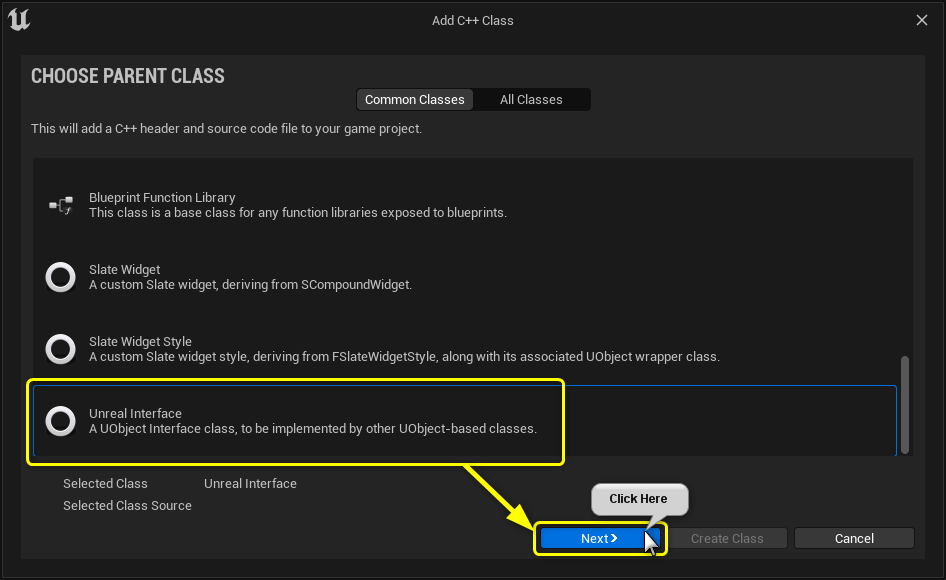 Add C++ Class
CHOOSE PARENT CLASS
Common Classes
All Classes
This will add a C++ header and source code file to your game project.
Blueprint Function Library
This class is a base class for any function libraries exposed to blueprints.
Slate Widget
A custom Slate widget, deriving from SCompoundWidget.
Slate Widget Style
A custom Slate widget style, deriving from FSlateWidgetStyle, along with its associated UObject wrapper class.
Unreal Interface
A UObject Interface class, to be implemented by other UObject-based classes.
Selected Class Unreal Interface
Selected Class Source
Click Here
Next
Create Class
Cancel